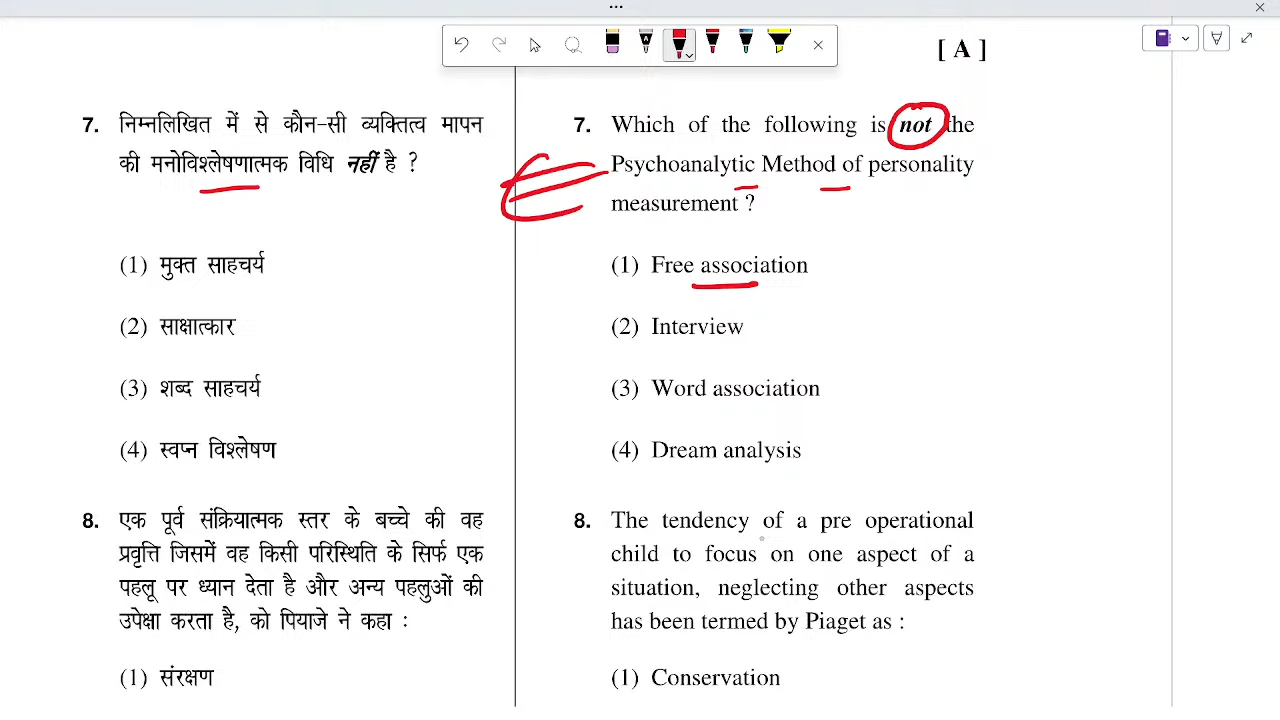 [ A ]
7. निम्नलिखित में से कौन-सी व्यक्तित्व मापन
की मनोविश्लेषणात्मक विधि नहीं है ?
(1) मुक्त साहचर्य
(2) साक्षात्कार
(3) शब्द साहचर्य
(4) स्वप्न विश्लेषण
8. एक पूर्व संक्रियात्मक स्तर के बच्चे की वह
प्रवृत्ति जिसमें वह किसी परिस्थिति के सिर्फ एक
पहलू पर ध्यान देता है और अन्य पहलुओं की
उपेक्षा करता है, को पियाजे ने कहा :
(1) संरक्षण
7. Which of the following is not the
Psychoanalytic Method of personality
measurement ?
(1) Free association
(2) Interview
(3) Word association
(4) Dream analysis
8. The tendency of a pre operational
child to focus on one aspect of a
situation, neglecting other aspects
has been termed by Piaget as :
(1) Conservation